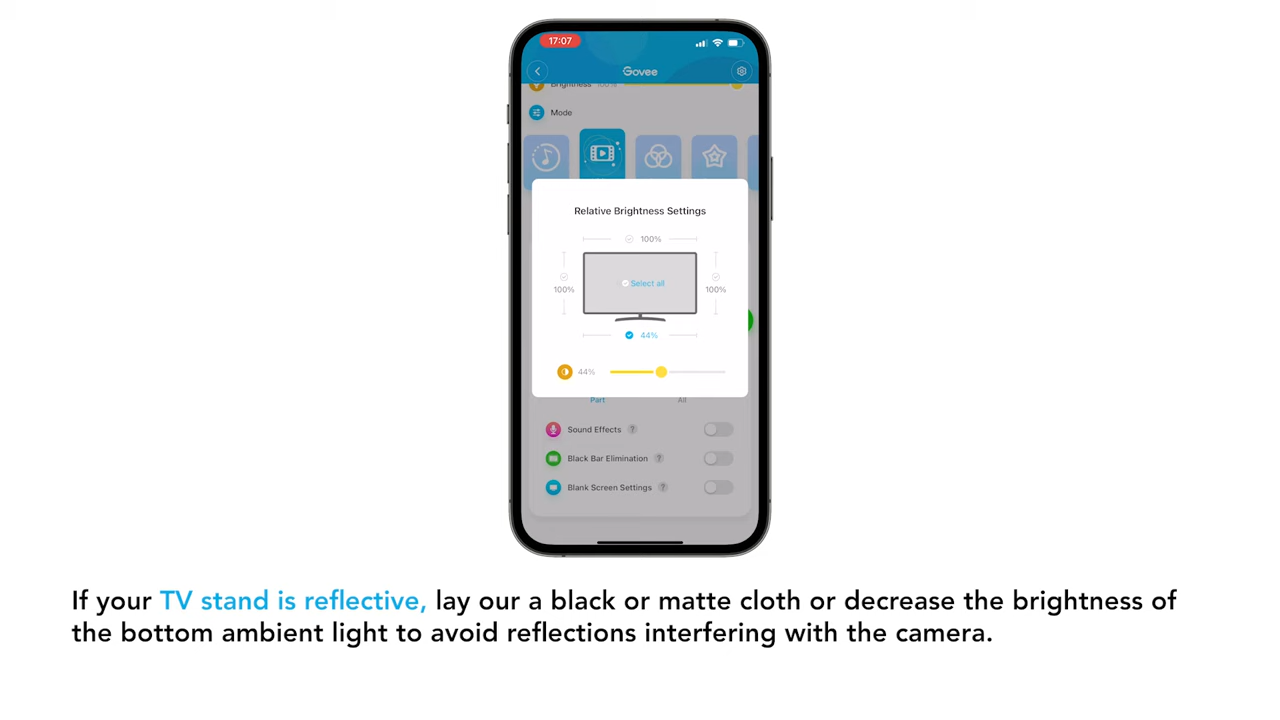 17:07
Govee
Brightness 100%
Mode
Relative Brightness Settings
100%
100%
Select all
100%
44%
44%
Part All
Sound Effects ?
Black Bar Elimination ?
Blank Screen Settings ?
If your TV stand is reflective, lay our a black or matte cloth or decrease the brightness of
the bottom ambient light to avoid reflections interfering with the camera.